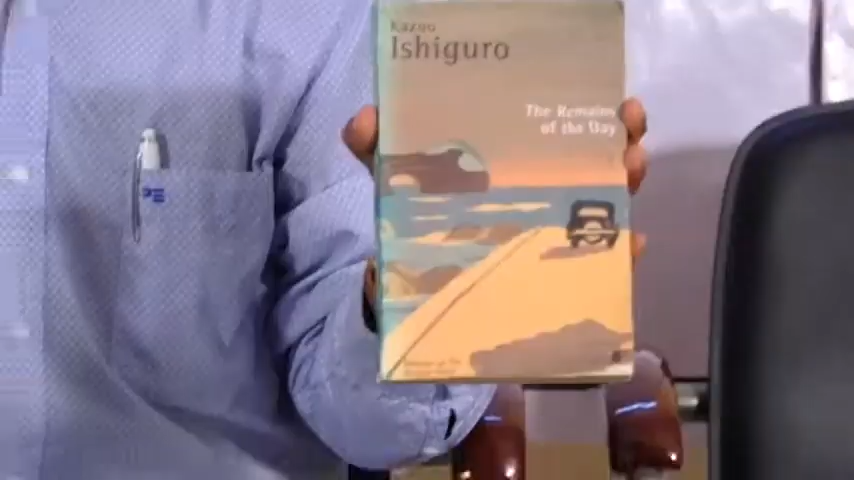 Kazuo
Ishiguro
The Remains
of the Day